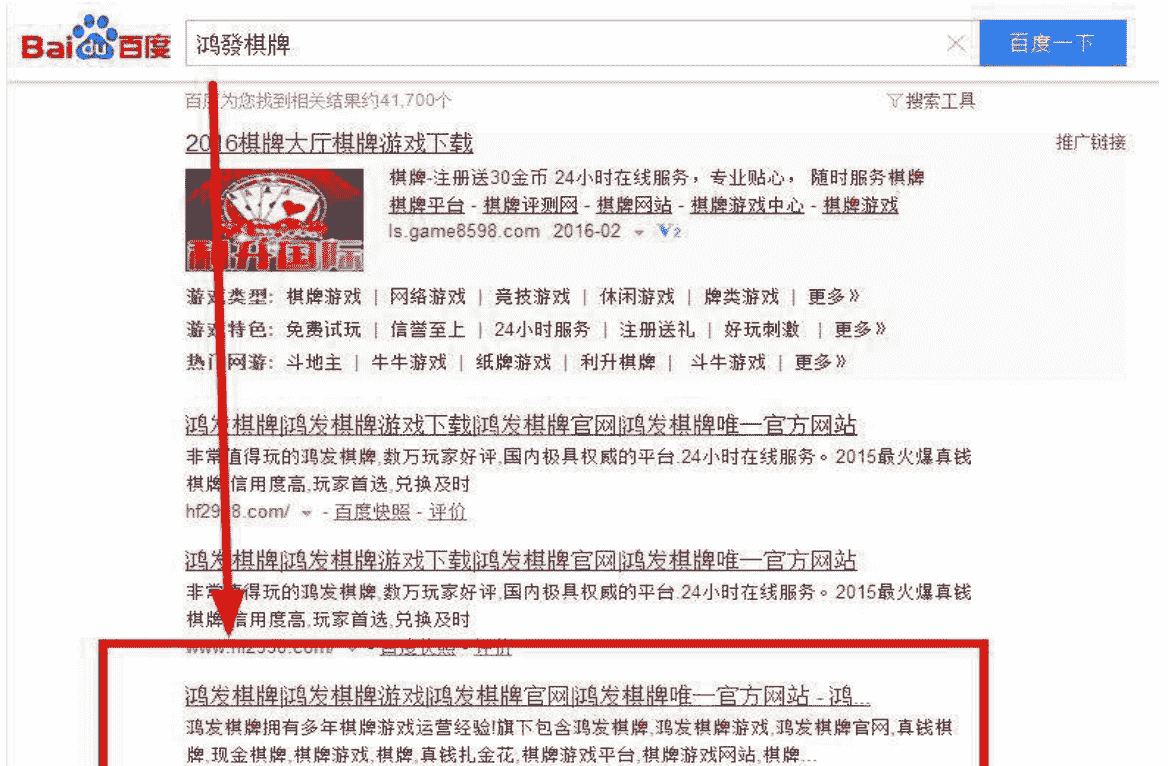 Bai du 百度 鸿發棋牌 百度一下
百度为您找到相关结果约41,700个 搜索工具
2016棋牌大厅棋牌游戏下载 推广链接
棋牌-注册送30金币 24小时在线服务，专业贴心， 随时服务棋牌
棋牌平台 - 棋牌评测网 - 棋牌网站 - 棋牌游戏中心 - 棋牌游戏
ls.game8598.com 2016-02 V2
利升国际
游戏类型: 棋牌游戏 | 网络游戏 | 竞技游戏 | 休闲游戏 | 牌类游戏 | 更多»
游戏特色: 免费试玩 | 信誉至上 | 24小时服务 | 注册送礼 | 好玩刺激 | 更多»
热门网游: 斗地主 | 牛牛游戏 | 纸牌游戏 | 利升棋牌 | 斗牛游戏 | 更多»
鸿发棋牌|鸿发棋牌游戏下载|鸿发棋牌官网|鸿发棋牌唯一官方网站
非常值得玩的鸿发棋牌,数万玩家好评,国内极具权威的平台.24小时在线服务。2015最火爆真钱
棋牌,信用度高,玩家首选,兑换及时
- 百度快照 - 评价
鸿发棋牌|鸿发棋牌游戏下载|鸿发棋牌官网|鸿发棋牌唯一官方网站
非常值得玩的鸿发棋牌,数万玩家好评,国内极具权威的平台.24小时在线服务。2015最火爆真钱
棋牌,信用度高,玩家首选,兑换及时
- 百度快照 - 评价
鸿发棋牌|鸿发棋牌游戏|鸿发棋牌官网|鸿发棋牌唯一官方网站 - 鸿...
鸿发棋牌拥有多年棋牌游戏运营经验!旗下包含鸿发棋牌,鸿发棋牌游戏,鸿发棋牌官网,真钱棋
牌,现金棋牌,棋牌游戏,棋牌,真钱扎金花,棋牌游戏平台,棋牌游戏网站,棋牌...